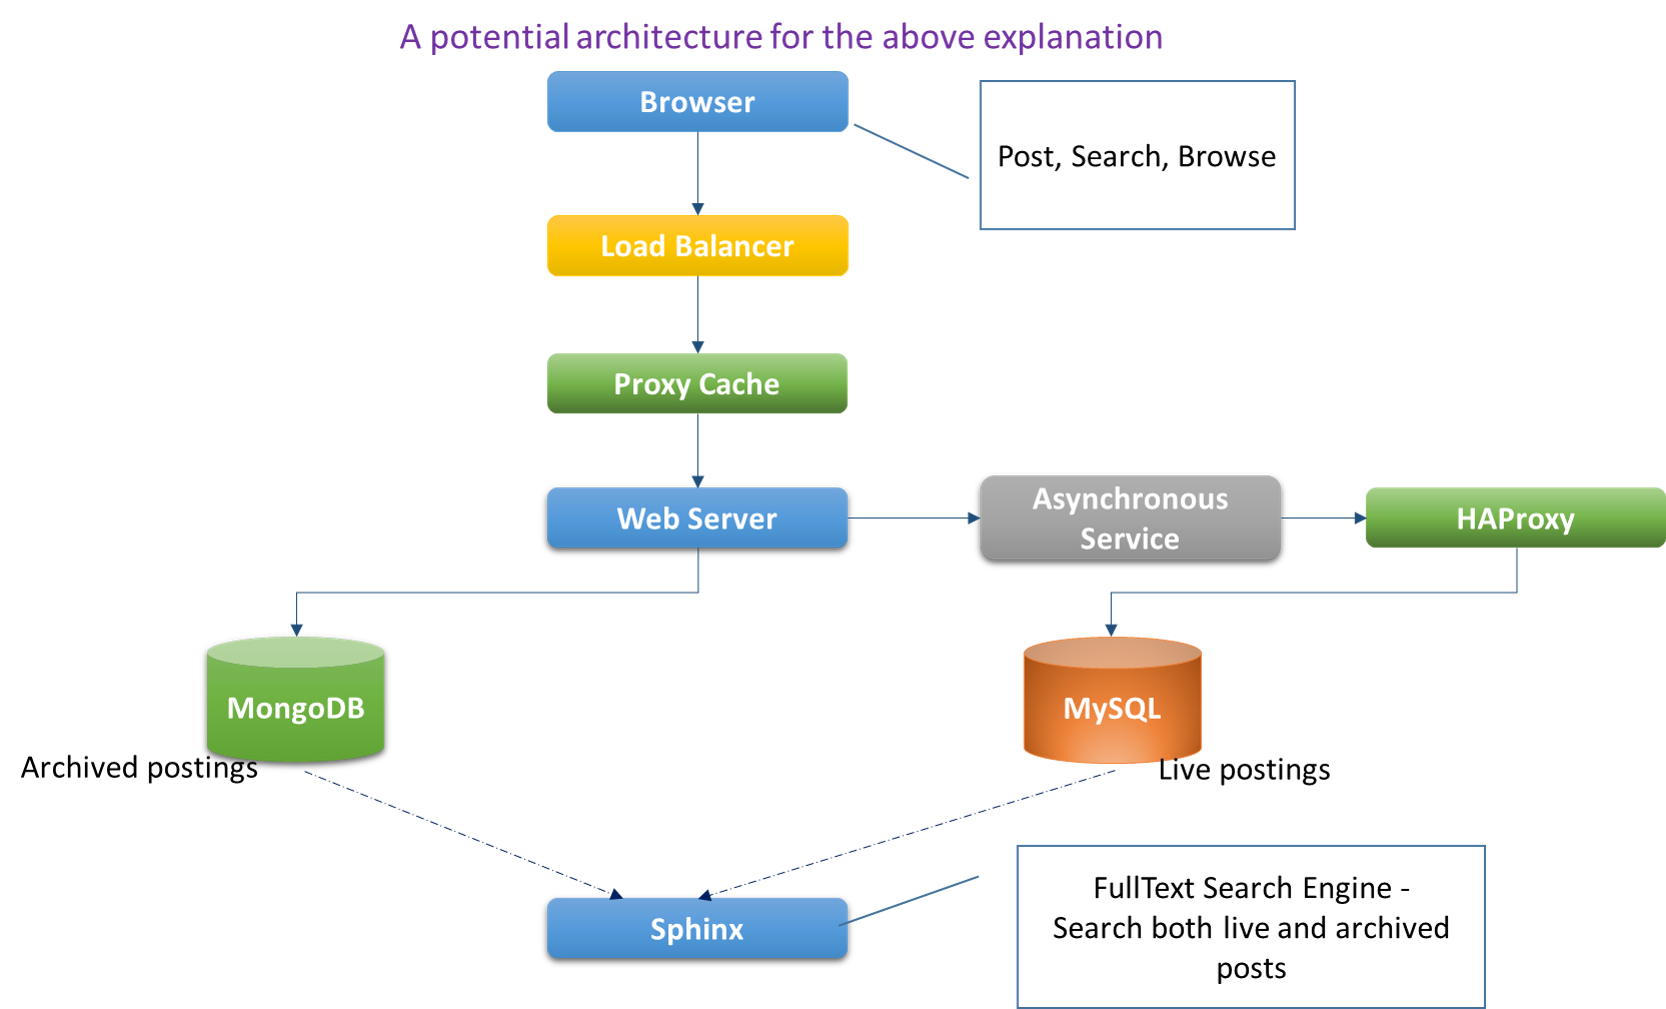 A potential architecture for the above explanation
Browser
Post, Search, Browse
Load Balancer
Proxy Cache
Web Server
Asynchronous
Service
HAProxy
MongoDB
MySQL
Archived postings
Live postings
Sphinx
FullText Search Engine -
Search both live and archived
posts